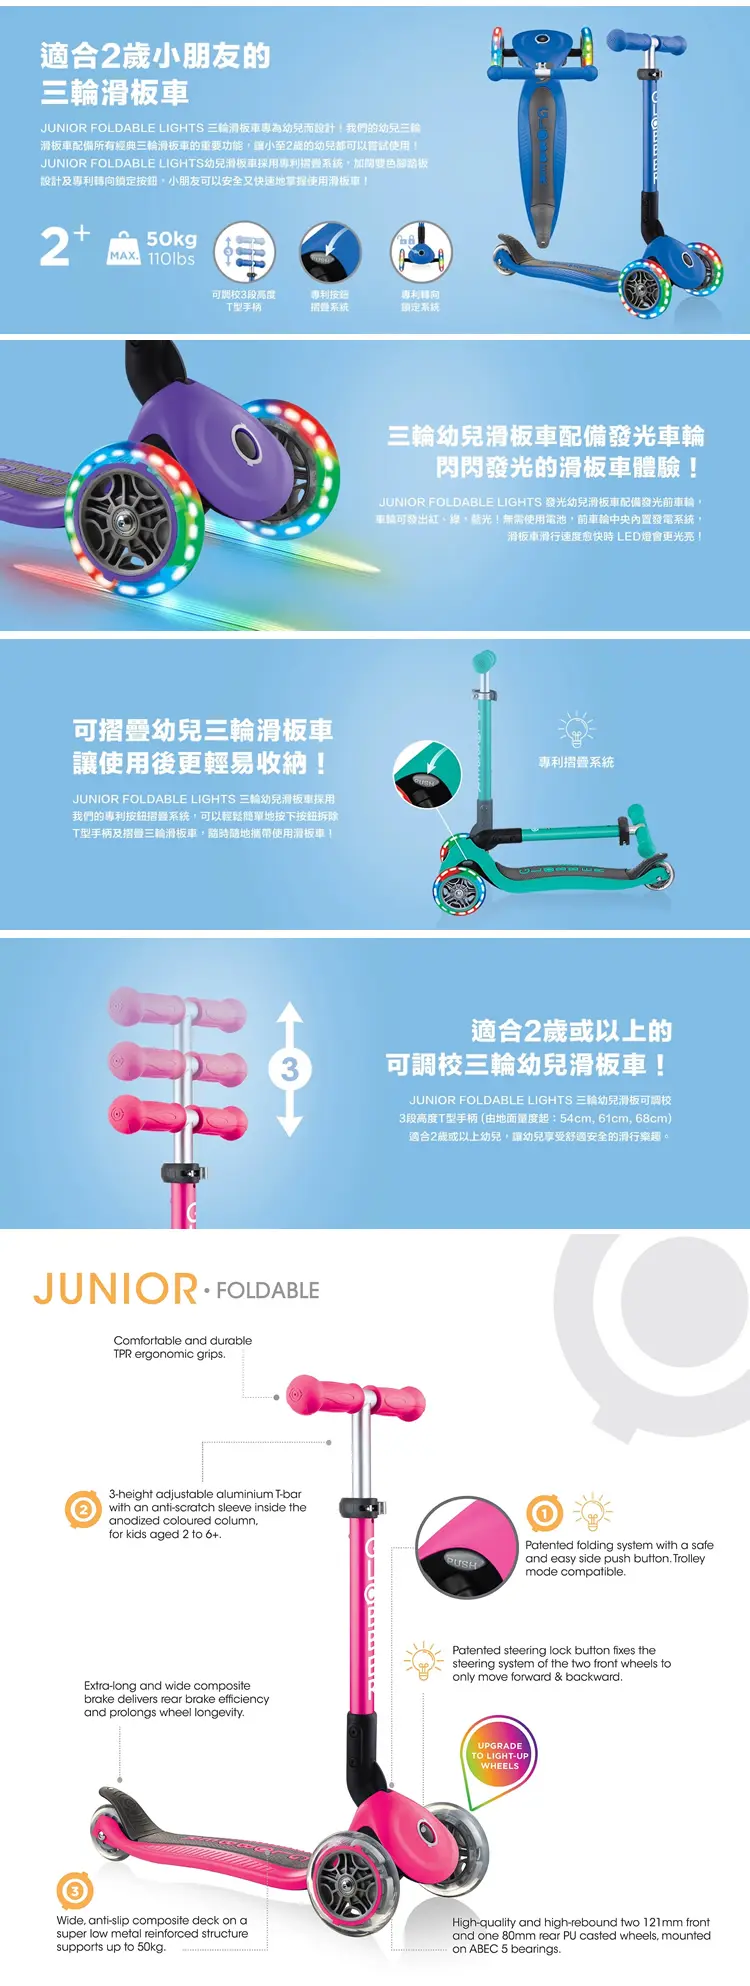 適合2歲小朋友的
三輪滑板車
JUNIOR FOLDABLE LIGHTS 三輪滑板車專為幼兒而設計！我們的幼兒三輪
滑板車配備所有經典三輪滑板車的重要功能，讓小至2歲的幼兒都可以嘗試使用！
JUNIOR FOLDABLE LIGHTS幼兒滑板車採用專利摺疊系統，加闊雙色腳踏板
設計及專利轉向鎖定按鈕。小朋友可以安全又快速地掌握使用滑板車！
2+
MAX.
50kg
110lbs
可調校3段高度
T型手柄
PUSH
專利按鈕
摺疊系統
專利轉向
鎖定系統
GLOBBER
三輪幼兒滑板車配備發光車輪
閃閃發光的滑板車體驗！
JUNIOR FOLDABLE LIGHTS 發光幼兒滑板車配備發光前車輪，
車輪可發出紅、綠，藍光！無需使用電池，前車輪中央內置發電系統，
滑板車滑行速度愈快時 LED燈會更光亮！
可摺疊幼兒三輪滑板車
讓使用後更輕易收納！
JUNIOR FOLDABLE LIGHTS 三輪幼兒滑板車採用
我們的專利按鈕摺疊系統，可以輕鬆簡單地按下按鈕拆除
T型手柄及摺疊三輪滑板車，隨時隨地攜帶使用滑板車！
PUSH
專利摺疊系統
3
適合2歲或以上的
可調校三輪幼兒滑板車！
JUNIOR FOLDABLE LIGHTS 三輪幼兒滑板可調校
3段高度T型手柄 (由地面量度起：54cm, 61cm, 68cm)
適合2歲或以上幼兒，讓幼兒享受舒適安全的滑行樂趣。
JUNIOR • FOLDABLE
Comfortable and durable
TPR ergonomic grips.
2
3-height adjustable aluminium T-bar
with an anti-scratch sleeve inside the
anodized coloured column,
for kids aged 2 to 6+.
PUSH
1
Patented folding system with a safe
and easy side push button. Trolley
mode compatible.
GLOBBER
Patented steering lock button fixes the
steering system of the two front wheels to
only move forward & backward.
Extra-long and wide composite
brake delivers rear brake efficiency
and prolongs wheel longevity.
UPGRADE
TO LIGHT-UP
WHEELS
3
Wide, anti-slip composite deck on a
super low metal reinforced structure
supports up to 50kg.
High-quality and high-rebound two 121mm front
and one 80mm rear PU casted wheels, mounted
on ABEC 5 bearings.